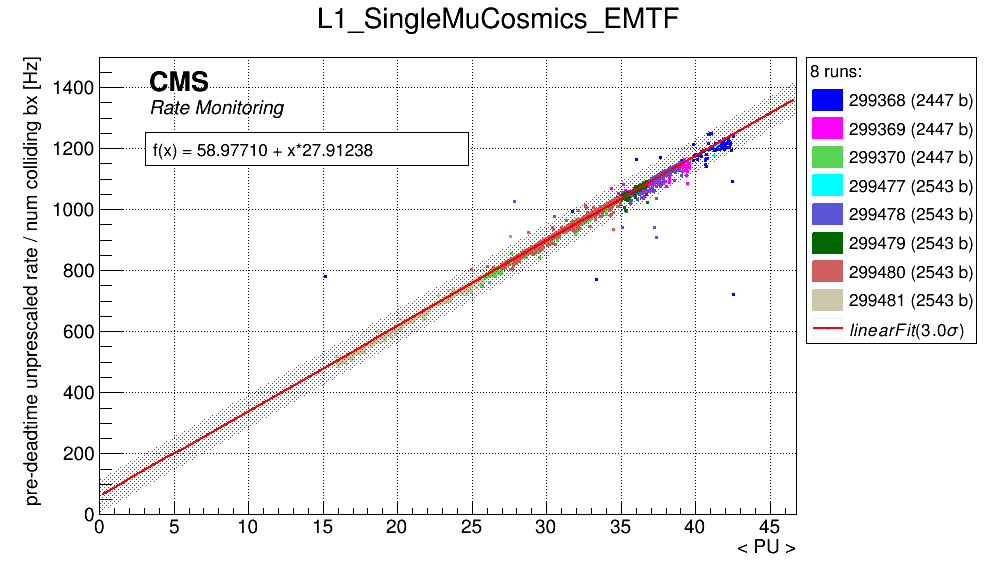 L1_SingleMuCosmics_EMTF
pre-deadtime unprescaled rate / num colliding bx [Hz]
CMS
Rate Monitoring
f(x) = 58.97710 + x*27.91238
1400
1200
1000
800
600
400
200
0
0 5 10 15 20 25 30 35 40 45
< PU >
8 runs:
299368 (2447 b)
299369 (2447 b)
299370 (2447 b)
299477 (2543 b)
299478 (2543 b)
299479 (2543 b)
299480 (2543 b)
299481 (2543 b)
linearFit(3.0σ)